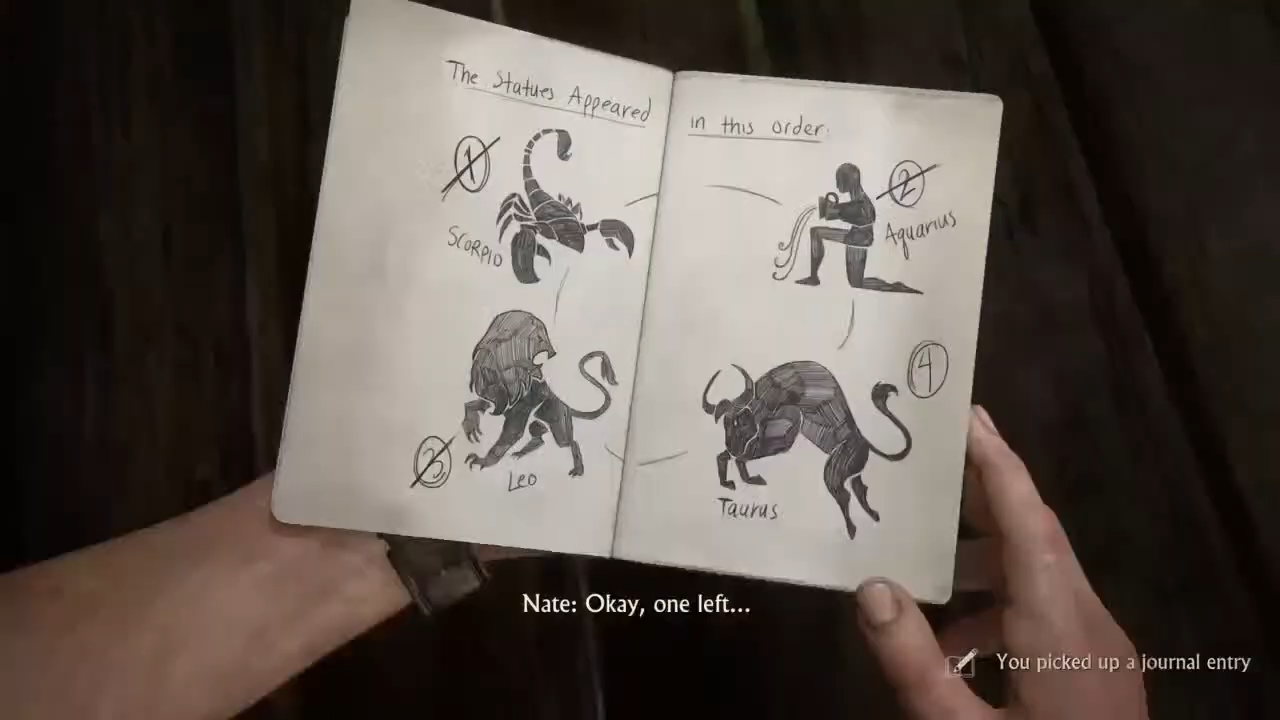 The Statues Appeared
in this order:
1
SCORPIO
2
Aquarius
3
Leo
4
Taurus
Nate: Okay, one left...
You picked up a journal entry